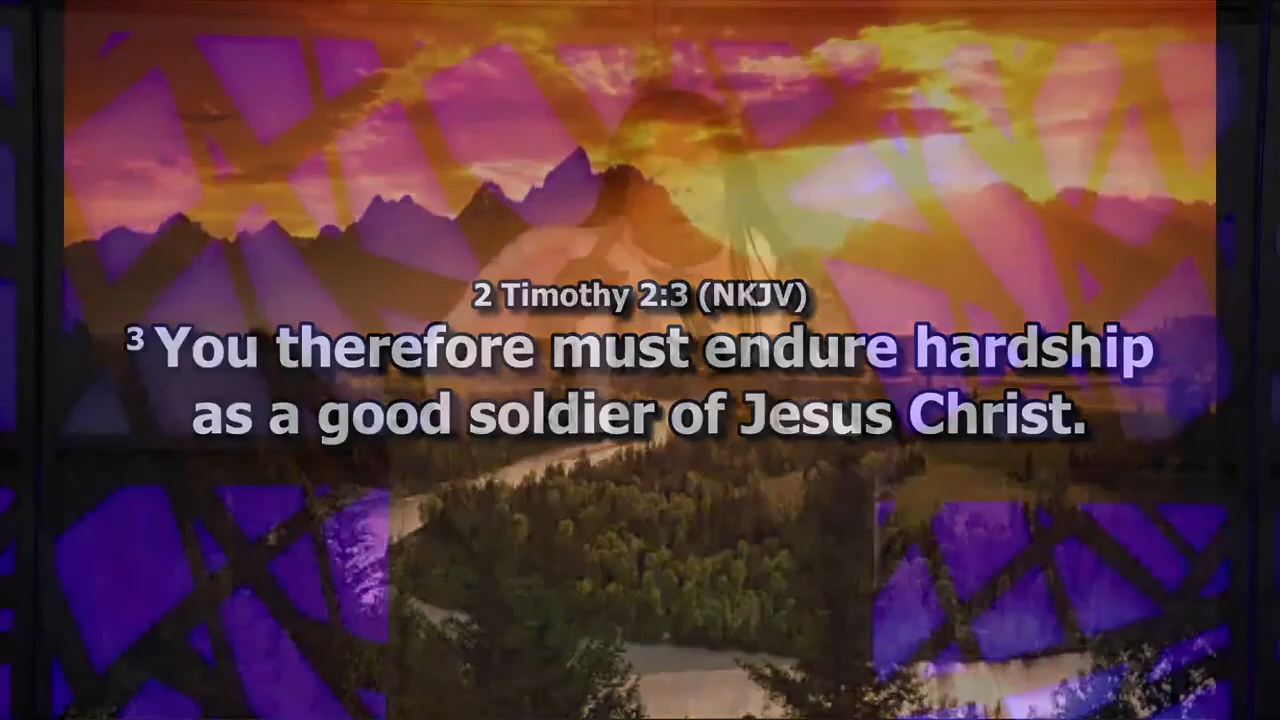 2 Timothy 2:3 (NKJV)
³ You therefore must endure hardship
as a good soldier of Jesus Christ.